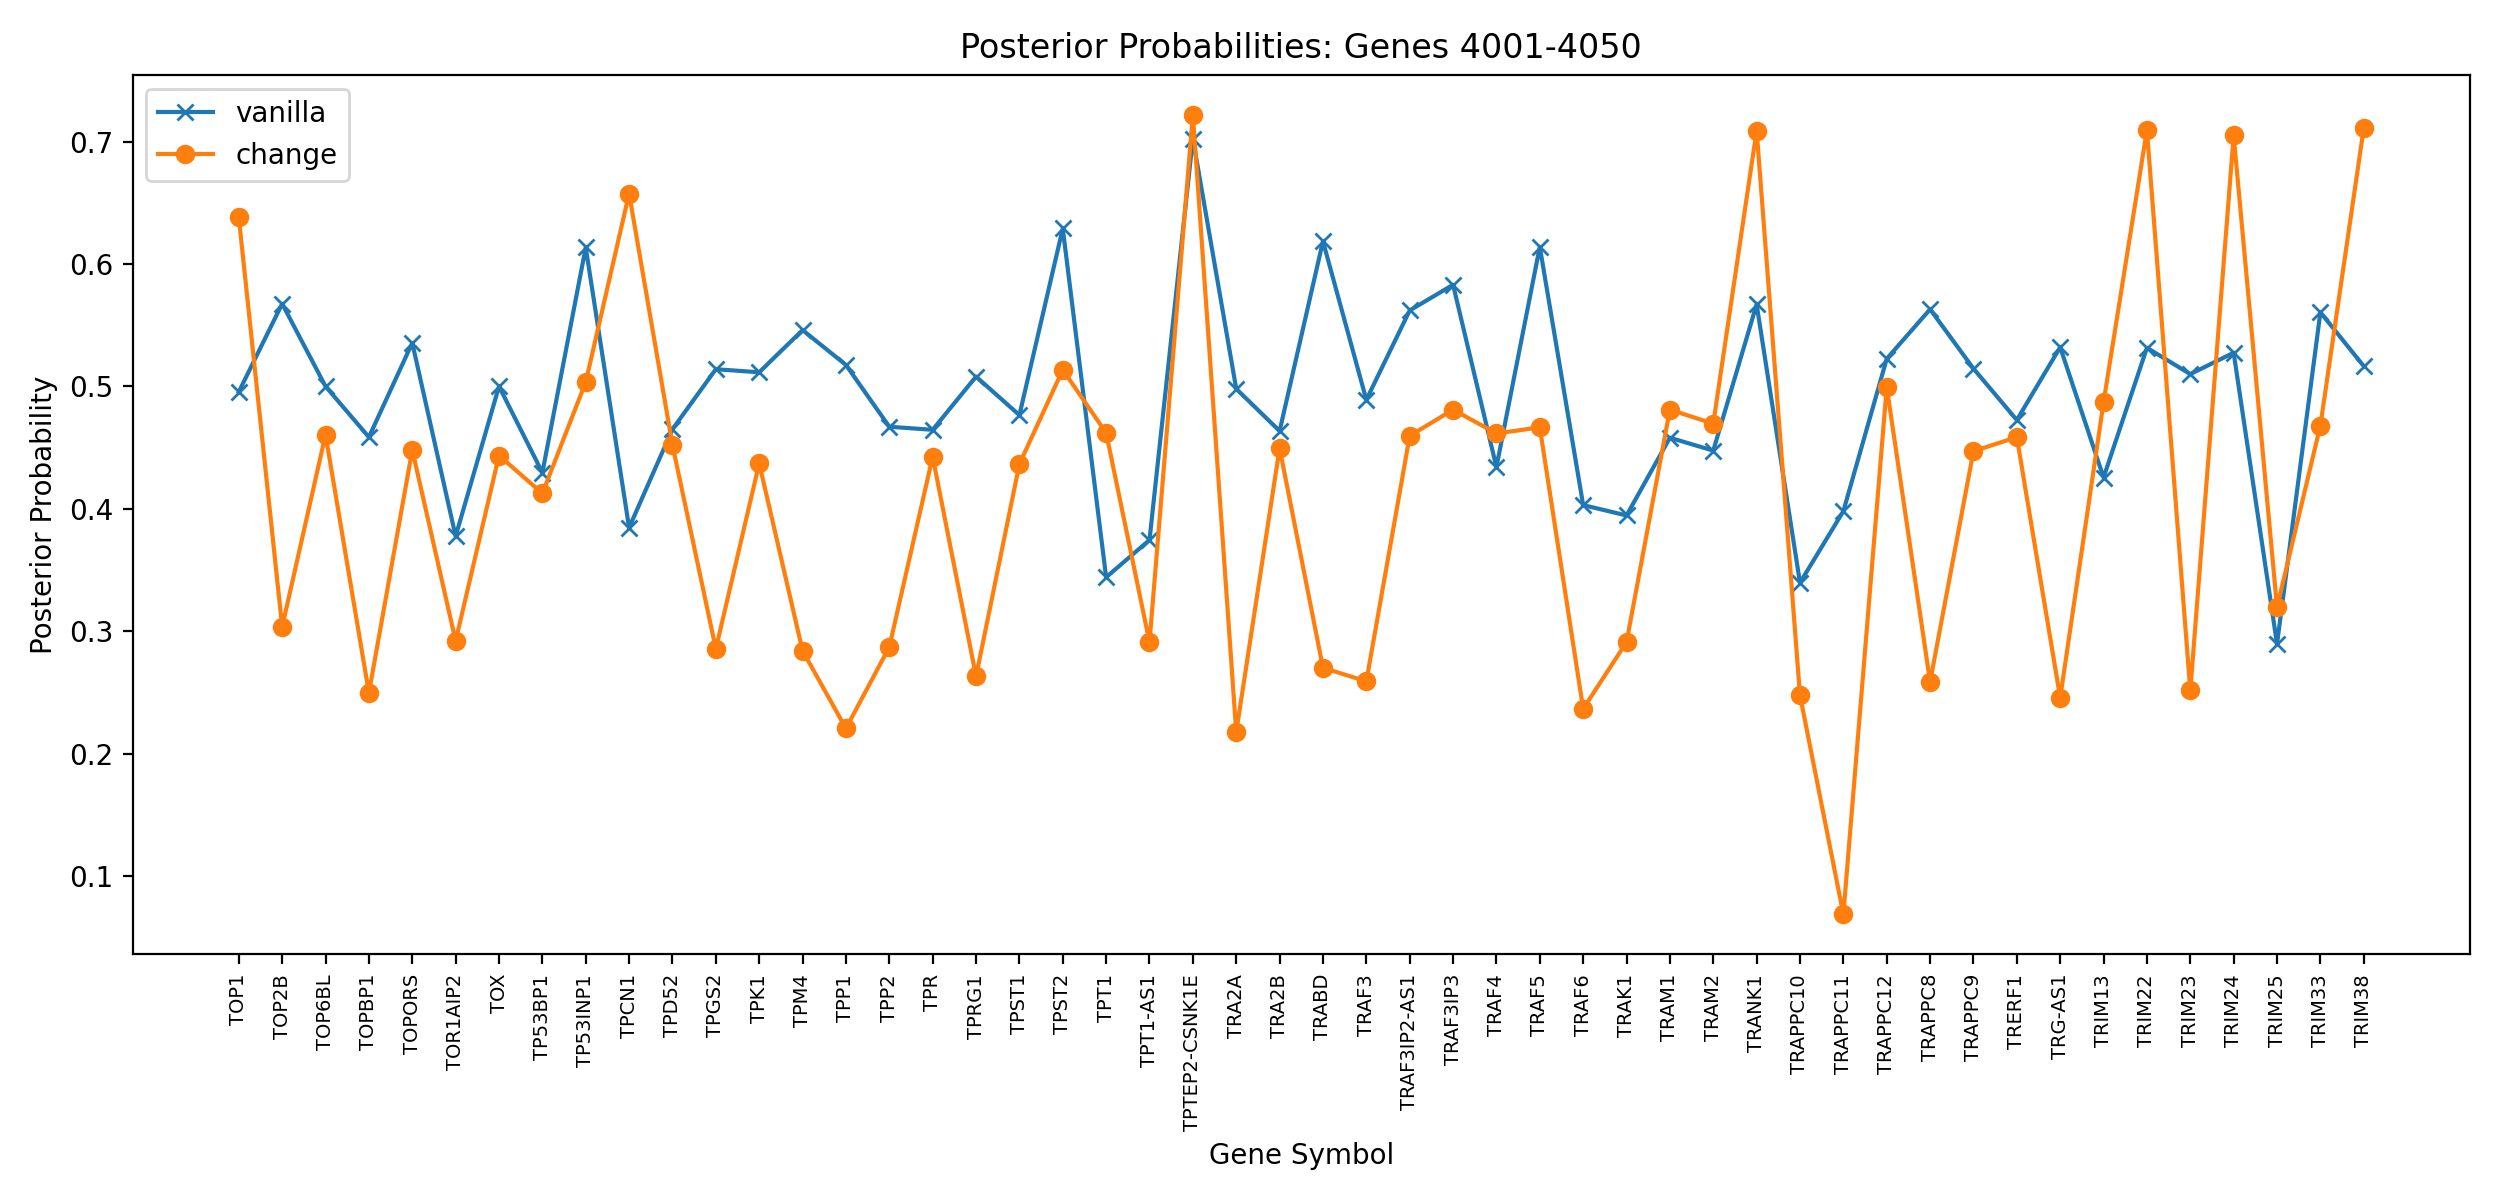 Posterior Probabilities: Genes 4001-4050
vanilla
change
Posterior Probability
0.7
0.6
0.5
0.4
0.3
0.2
0.1
TOP1
TOP2B
TOP6BL
TOPBP1
TOPORS
TOR1AIP2
TOX
TP53BP1
TP53INP1
TPCN1
TPD52
TPGS2
TPK1
TPM4
TPP1
TPP2
TPR
TPRG1
TPST1
TPST2
TPT1
TPT1-AS1
TPTEP2-CSNK1E
TRA2A
TRA2B
TRABD
TRAF3
TRAF3IP2-AS1
TRAF3IP3
TRAF4
TRAF5
TRAF6
TRAK1
TRAM1
TRAM2
TRANK1
TRAPPC10
TRAPPC11
TRAPPC12
TRAPPC8
TRAPPC9
TRERF1
TRG-AS1
TRIM13
TRIM22
TRIM23
TRIM24
TRIM25
TRIM33
TRIM38
Gene Symbol